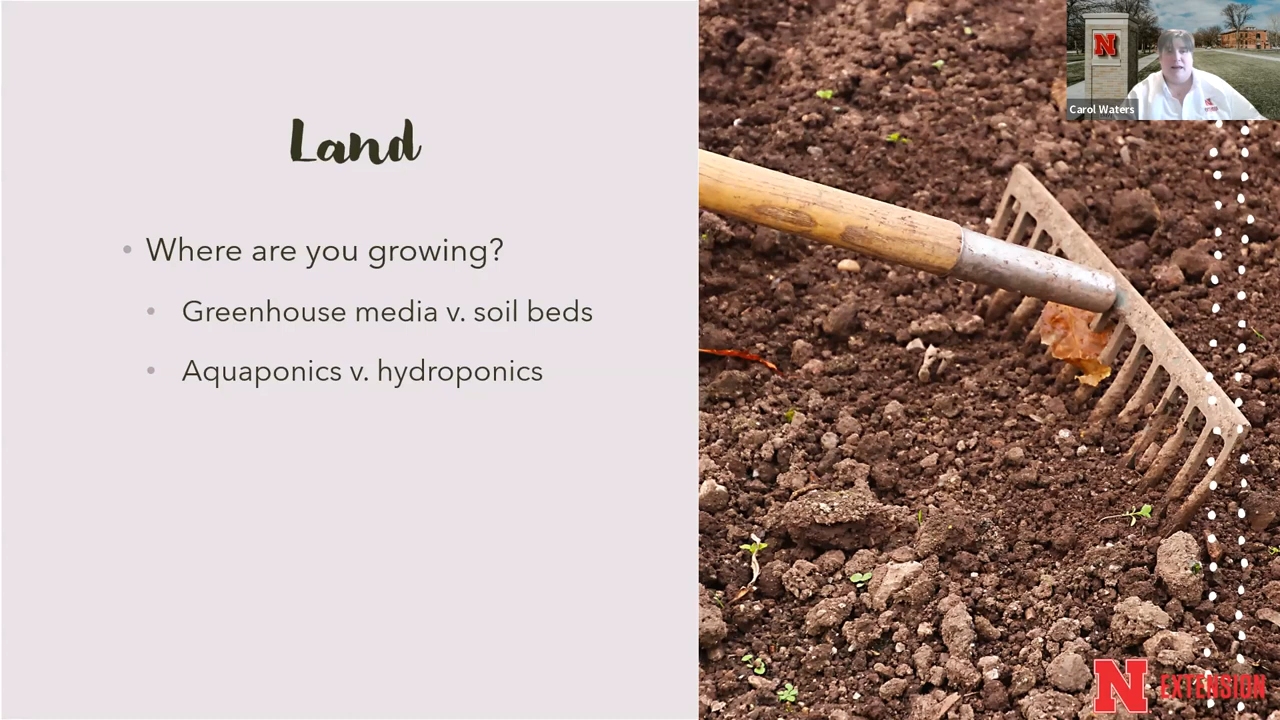 Land
Where are you growing?
Greenhouse media v. soil beds
Aquaponics v. hydroponics
N
Carol Waters
N EXTENSION